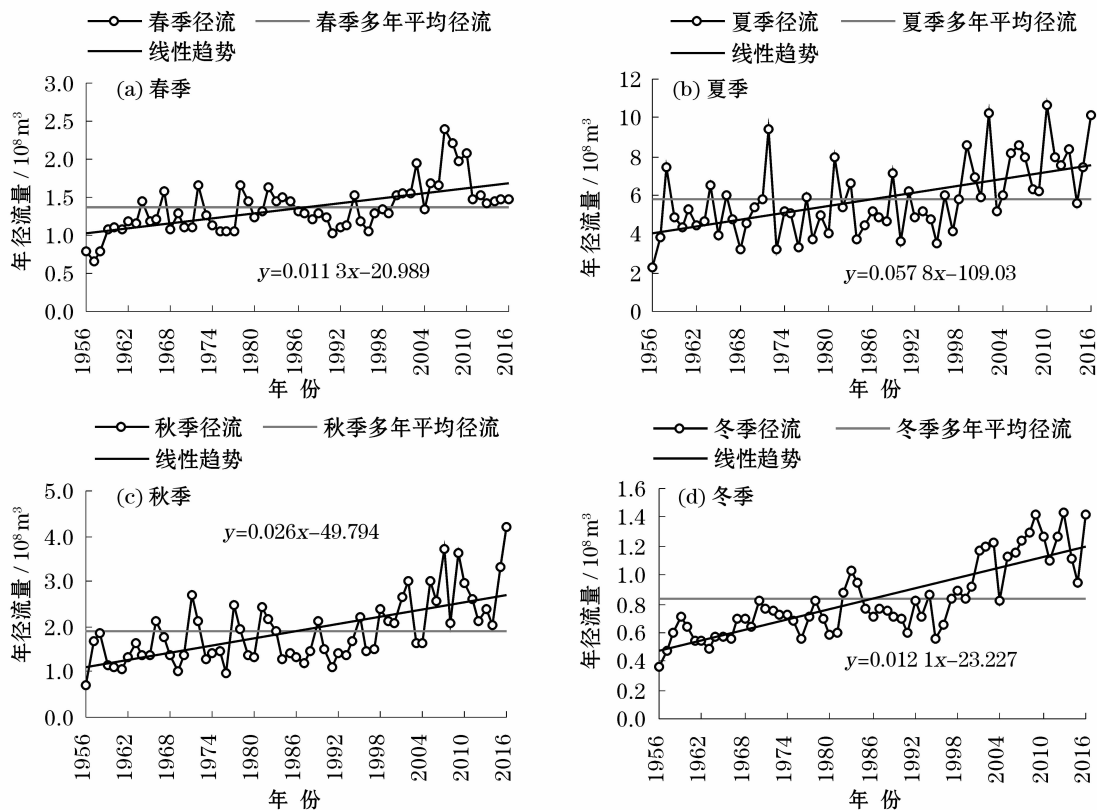 春季径流 春季多年平均径流
线性趋势
(a) 春季
年径流量 / 10⁸m³
3.0
2.5
2.0
1.5
1.0
0.5
0.0
y=0.011 3x−20.989
1956 1962 1968 1974 1980 1986 1992 1998 2004 2010 2016
年 份
夏季径流 夏季多年平均径流
线性趋势
(b) 夏季
年径流量 / 10⁸m³
12
10
8
6
4
2
0
y=0.057 8x−109.03
1956 1962 1968 1974 1980 1986 1992 1998 2004 2010 2016
年 份
秋季径流 秋季多年平均径流
线性趋势
(c) 秋季
年径流量 / 10⁸m³
5.0
4.0
3.0
2.0
1.0
0.0
y=0.026x−49.794
1956 1962 1968 1974 1980 1986 1992 1998 2004 2010 2016
年 份
冬季径流 冬季多年平均径流
线性趋势
(d) 冬季
年径流量 / 10⁸m³
1.6
1.4
1.2
1.0
0.8
0.6
0.4
0.2
0.0
y=0.012 1x−23.227
1956 1962 1968 1974 1980 1986 1992 1998 2094 2010 2016
年 份